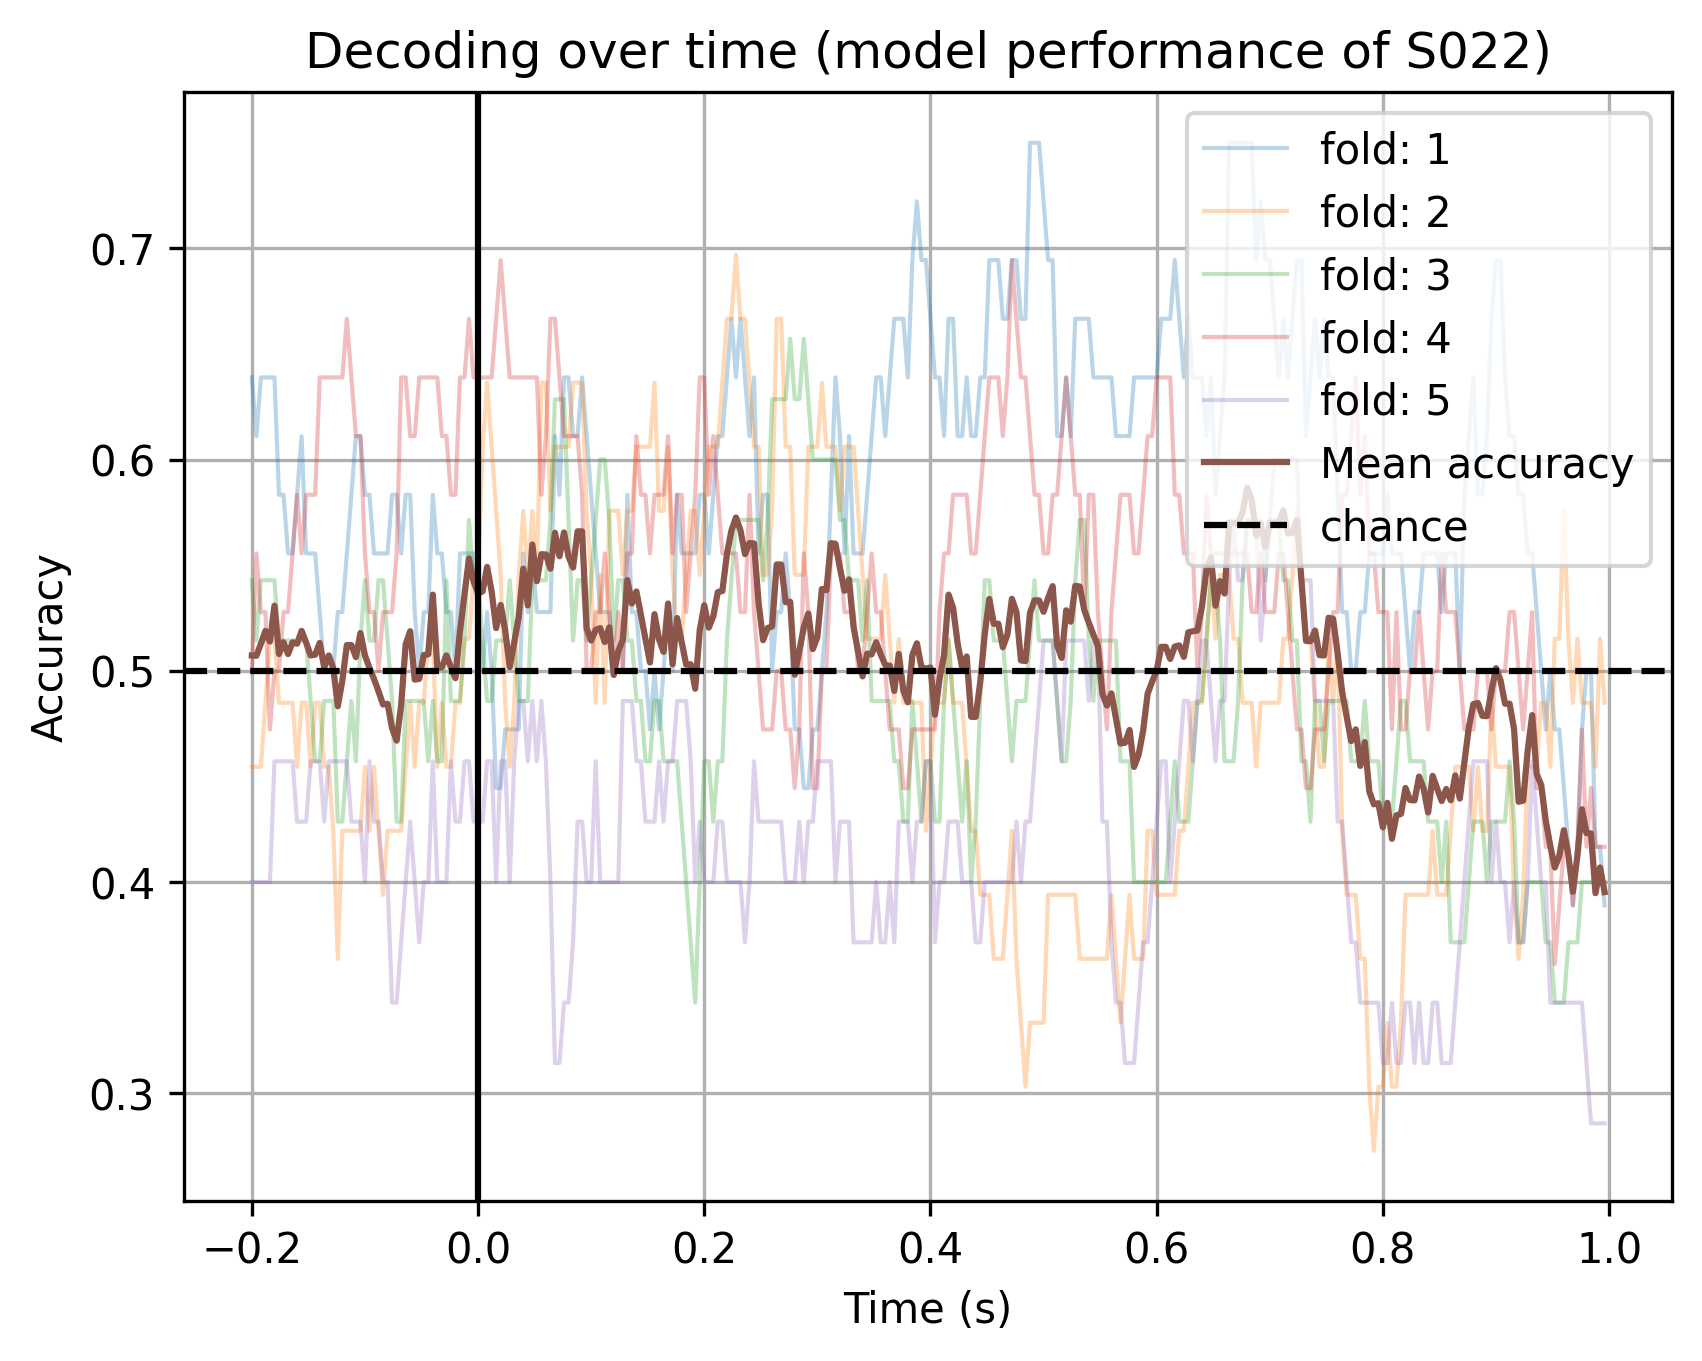 Decoding over time (model performance of S022)
fold: 1
fold: 2
fold: 3
fold: 4
fold: 5
Mean accuracy
chance
Accuracy
0.7
0.6
0.5
0.4
0.3
−0.2 0.0 0.2 0.4 0.6 0.8 1.0
Time (s)